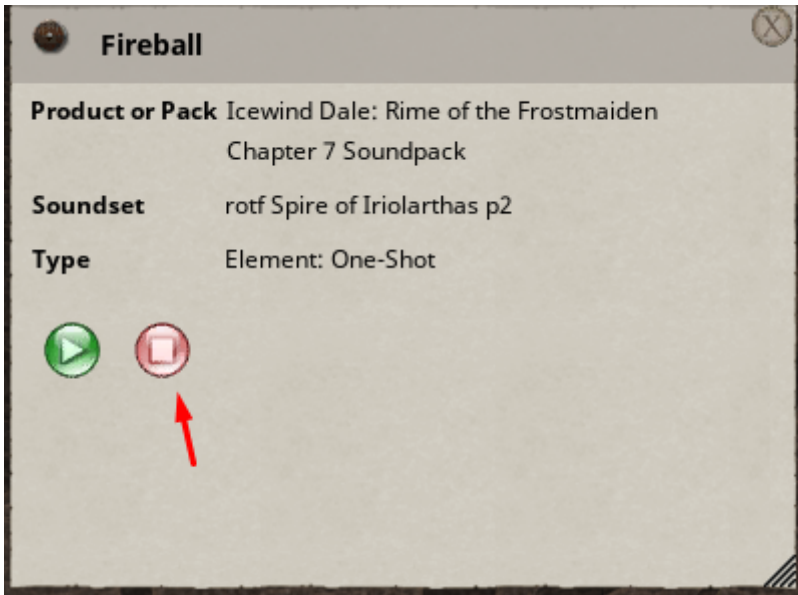 Fireball
X
Product or Pack Icewind Dale: Rime of the Frostmaiden
Chapter 7 Soundpack
Soundset rotf Spire of Iriolarthas p2
Type Element: One-Shot